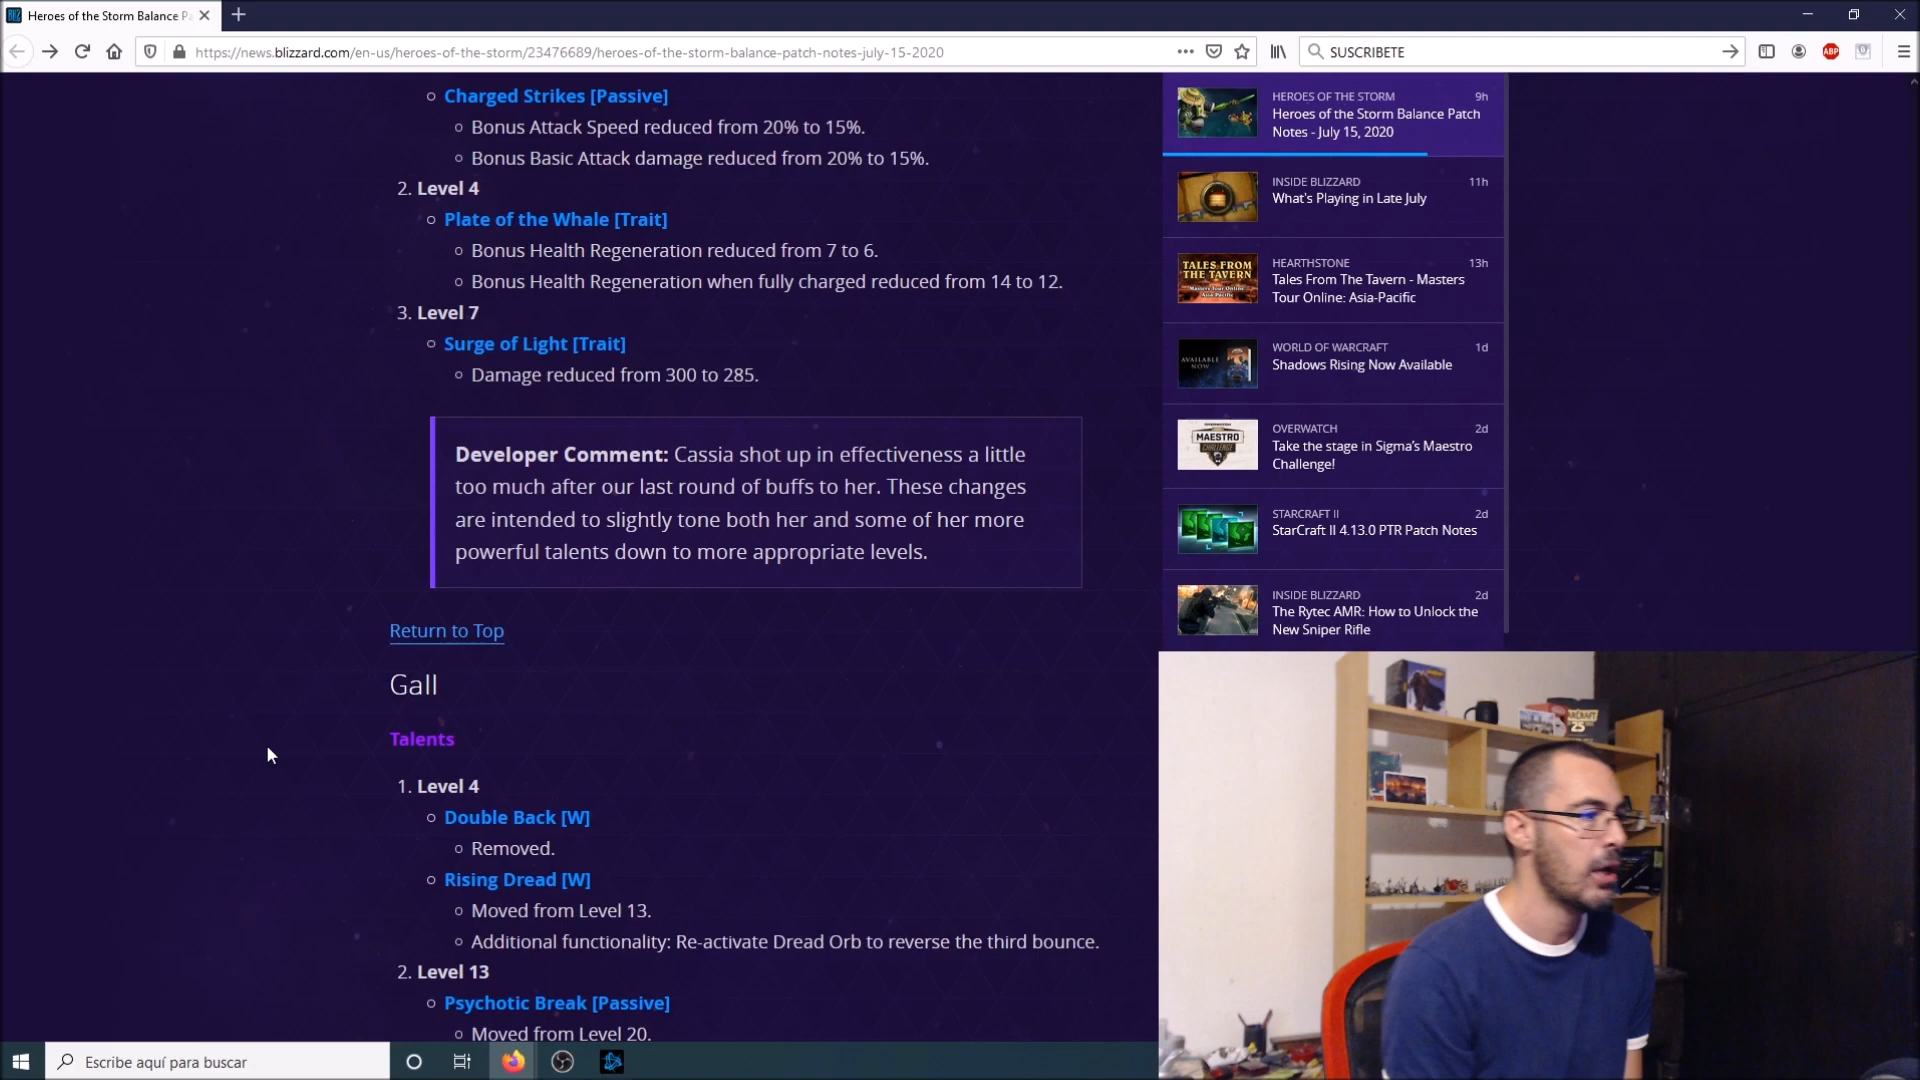 Heroes of the Storm Balance Pa
https://news.blizzard.com/en-us/heroes-of-the-storm/23476689/heroes-of-the-storm-balance-patch-notes-july-15-2020
SUSCRIBETE
ABP
Charged Strikes [Passive]
Bonus Attack Speed reduced from 20% to 15%.
Bonus Basic Attack damage reduced from 20% to 15%.
2. Level 4
Plate of the Whale [Trait]
Bonus Health Regeneration reduced from 7 to 6.
Bonus Health Regeneration when fully charged reduced from 14 to 12.
3. Level 7
Surge of Light [Trait]
Damage reduced from 300 to 285.
Developer Comment: Cassia shot up in effectiveness a little
too much after our last round of buffs to her. These changes
are intended to slightly tone both her and some of her more
powerful talents down to more appropriate levels.
Return to Top
Gall
Talents
1. Level 4
Double Back [W]
Removed.
Rising Dread [W]
Moved from Level 13.
Additional functionality: Re-activate Dread Orb to reverse the third bounce.
2. Level 13
Psychotic Break [Passive]
Moved from Level 20.
HEROES OF THE STORM 9h
Heroes of the Storm Balance Patch
Notes - July 15, 2020
INSIDE BLIZZARD 11h
What's Playing in Late July
TALES FROM
THE TAVERN
Masters Tour Online:
Asia-Pacific
HEARTHSTONE 13h
Tales From The Tavern - Masters
Tour Online: Asia-Pacific
AVAILABLE
NOW
WORLD OF WARCRAFT 1d
Shadows Rising Now Available
MAESTRO
CHALLENGE
OVERWATCH 2d
Take the stage in Sigma's Maestro
Challenge!
STARCRAFT II 2d
StarCraft II 4.13.0 PTR Patch Notes
INSIDE BLIZZARD 2d
The Rytec AMR: How to Unlock the
New Sniper Rifle
Escribe aquí para buscar